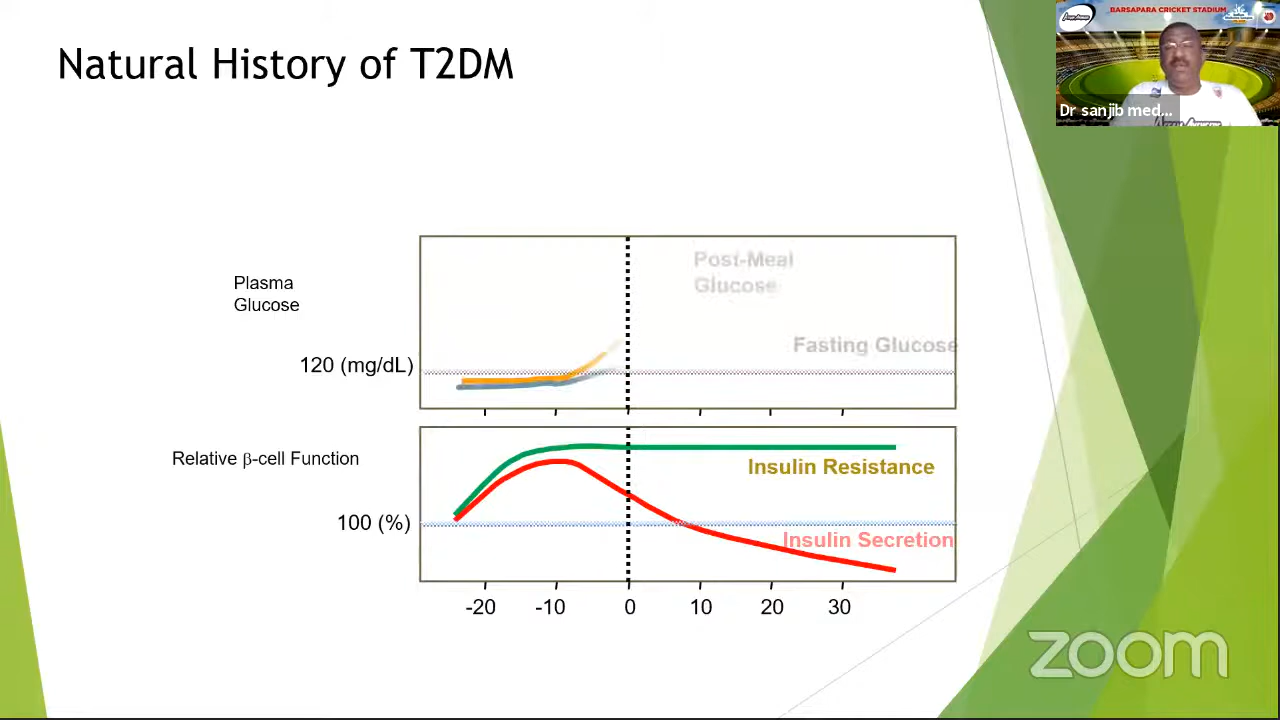 Natural History of T2DM
BARSAPARA CRICKET STADIUM
Dr sanjib med...
Post-Meal
Glucose
Plasma
Glucose
Fasting Glucose
120 (mg/dL)
Relative β-cell Function
Insulin Resistance
100 (%)
Insulin Secretion
-20 -10 0 10 20 30
zoom